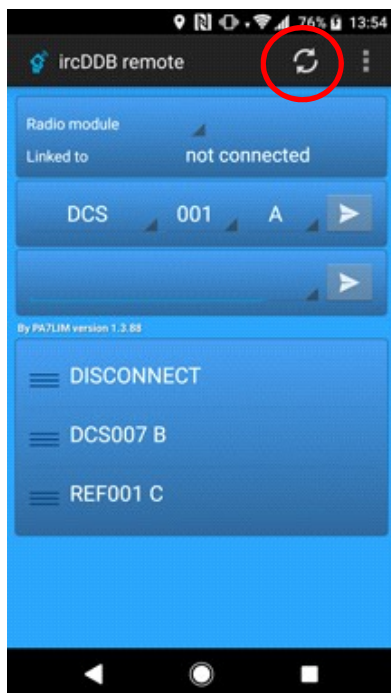 76% 13:54
ircDDB remote
Radio module
Linked to not connected
DCS 001 A
By PA7LIM version 1.3.88
DISCONNECT
DCS007 B
REF001 C